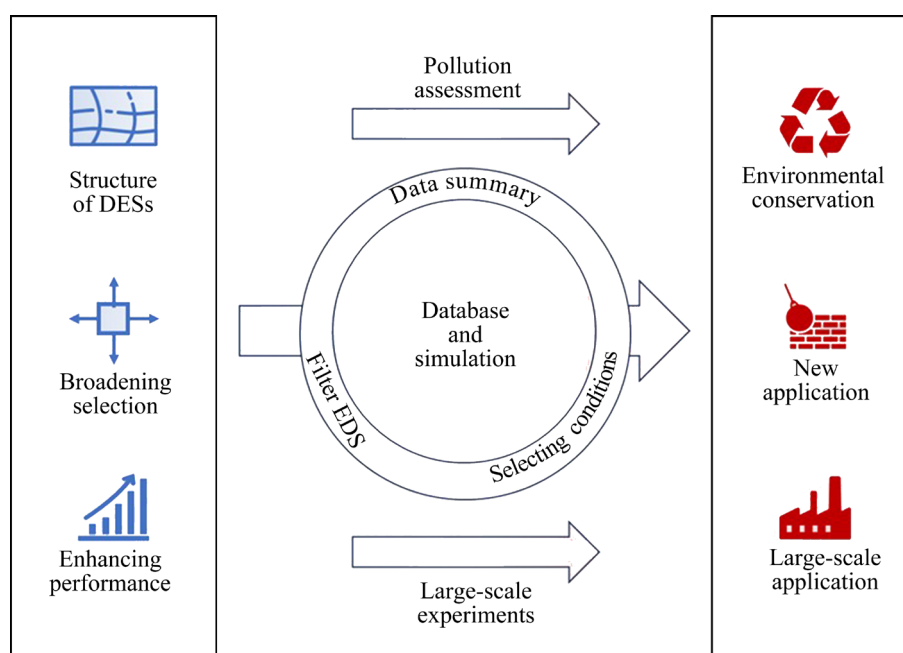 Structure
of DESs
Broadening
selection
Enhancing
performance
Pollution
assessment
Data summary
Database
and
simulation
Filter EDS
Selecting conditions
Large-scale
experiments
Environmental
conservation
New
application
Large-scale
application